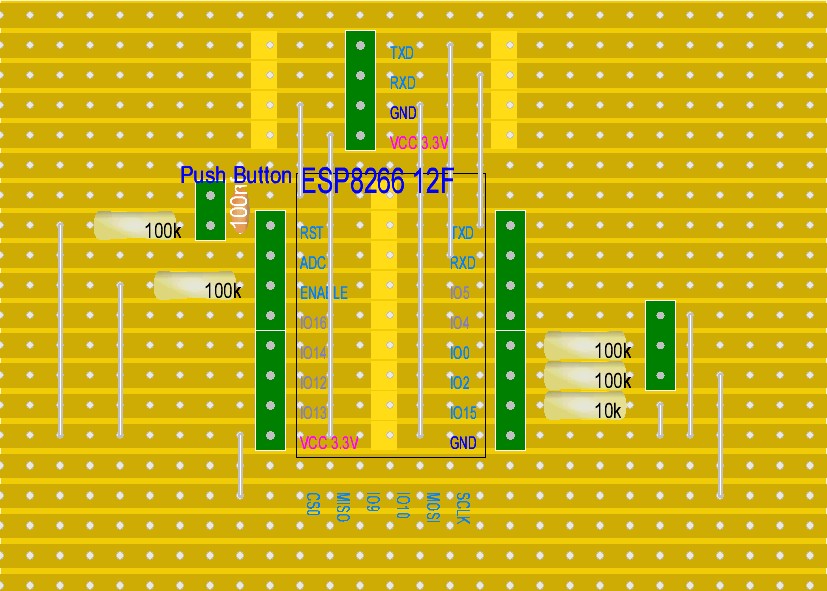 TXD
RXD
GND
VCC 3.3V
Push Button
100n
ESP8266 12F
100k
RST
TXD
ADC
RXD
100k
ENABLE
IO5
IO16
IO4
IO14
IO0
100k
IO12
IO2
100k
IO13
IO15
10k
VCC 3.3V
GND
CS0
MISO
IO9
IO10
MOSI
SCLK